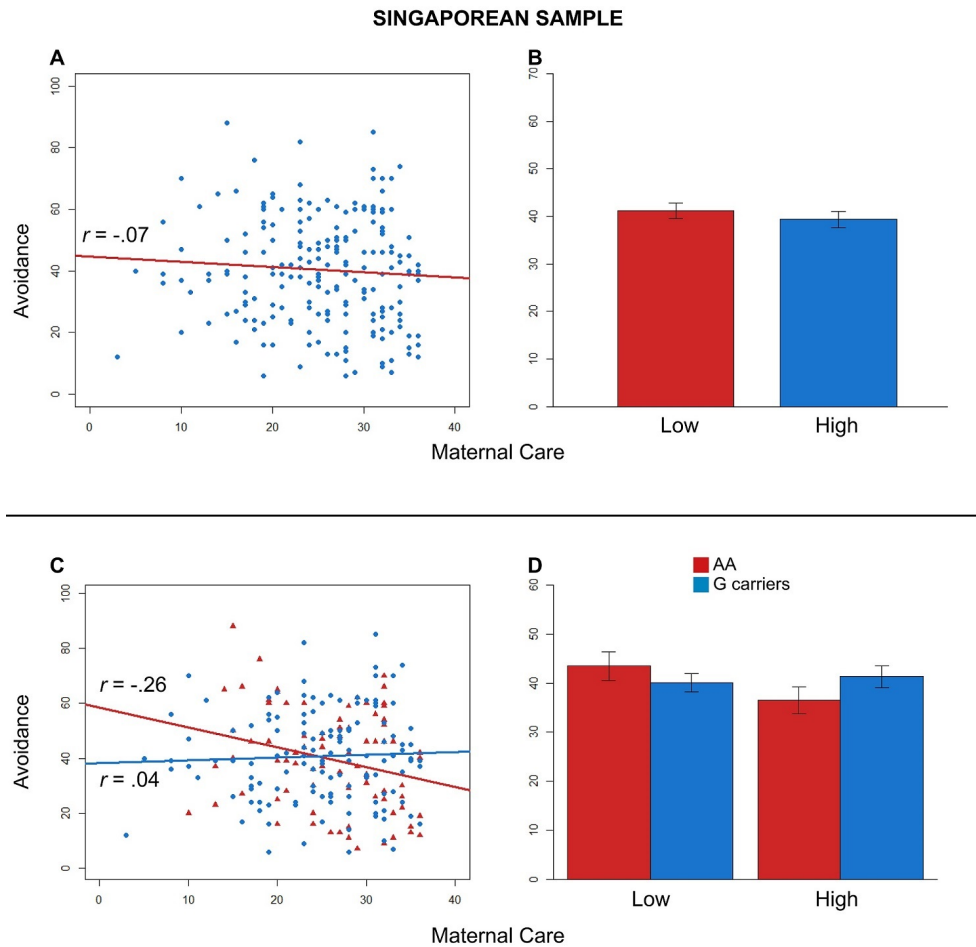 SINGAPOREAN SAMPLE
A
100
80
60
40
20
0
Avoidance
r = -.07
0 10 20 30 40
B
70
60
50
40
30
20
10
0
Low High
Maternal Care
C
100
80
60
40
20
0
Avoidance
r = -.26
r = .04
0 10 20 30 40
D
AA
G carriers
60
50
40
30
20
10
0
Low High
Maternal Care